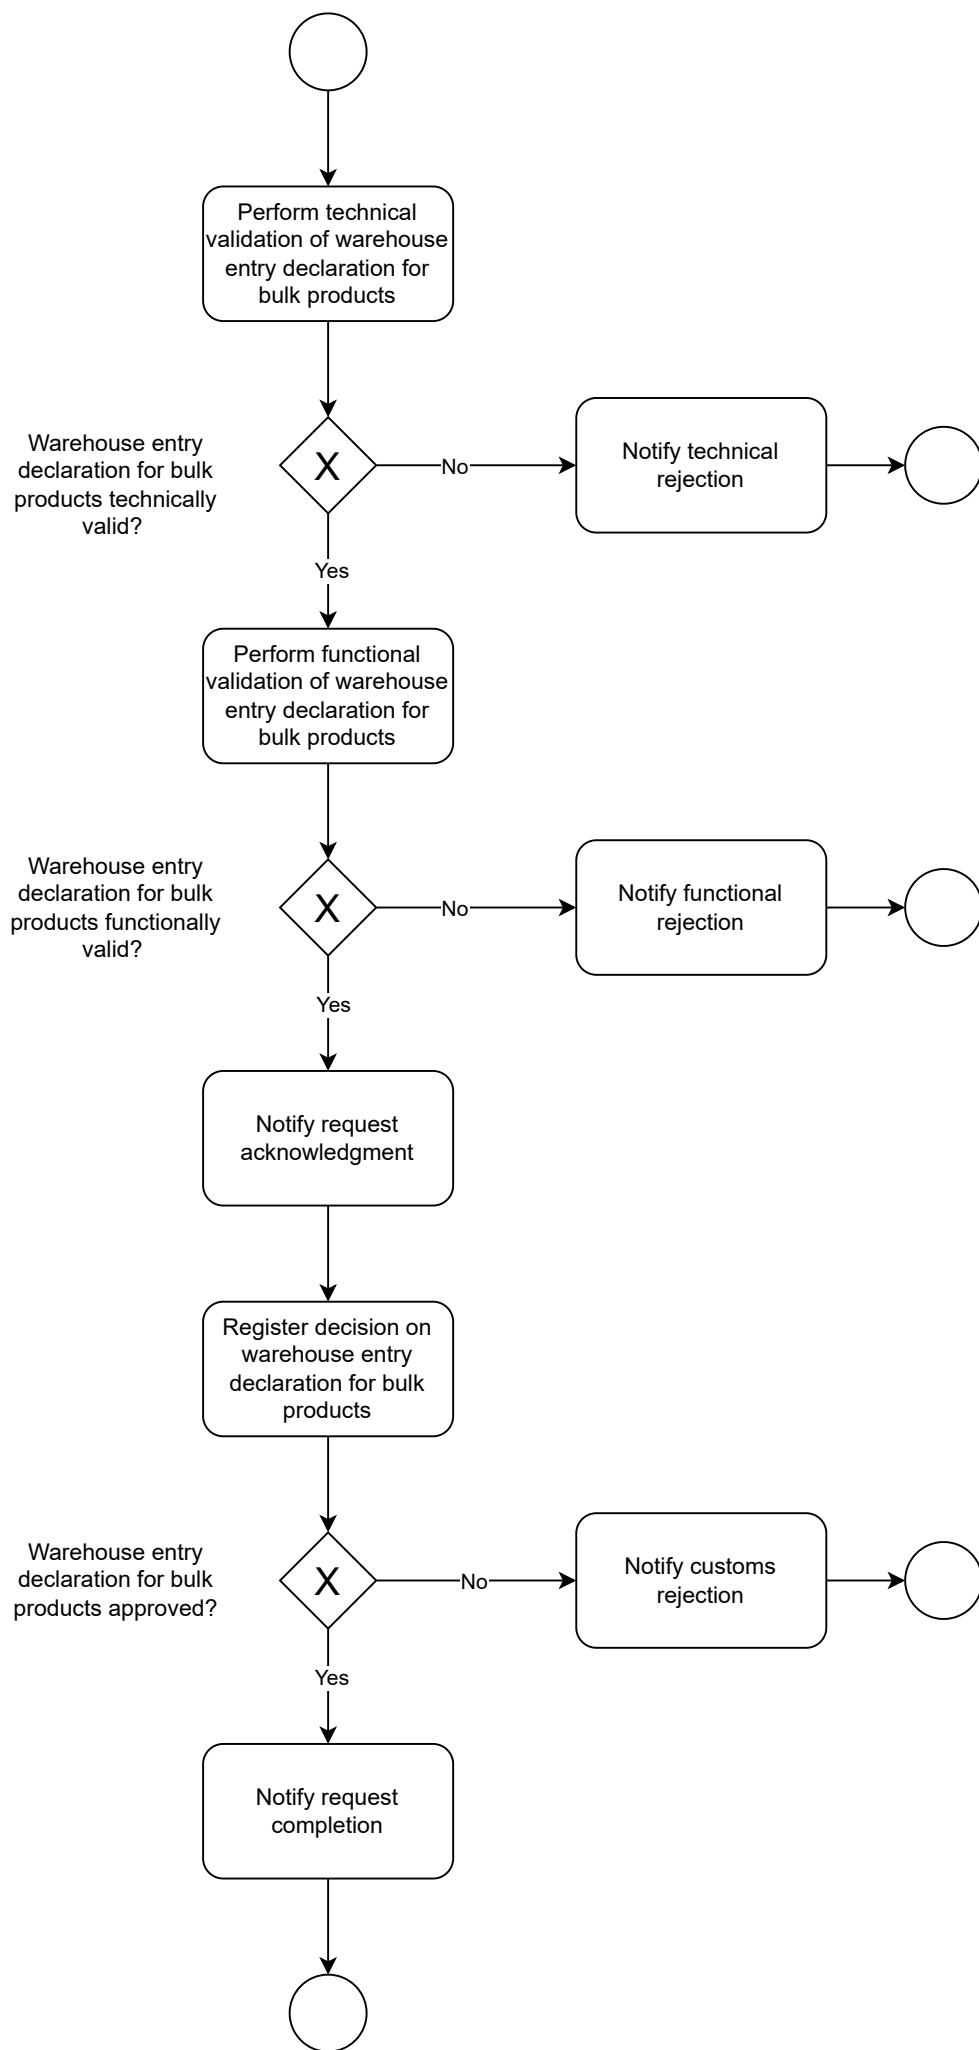 Perform technical
validation of warehouse
entry declaration for
bulk products
Warehouse entry
declaration for bulk
products technically
valid?
X
No
Notify technical
rejection
Yes
Perform functional
validation of warehouse
entry declaration for
bulk products
Warehouse entry
declaration for bulk
products functionally
valid?
X
No
Notify functional
rejection
Yes
Notify request
acknowledgment
Register decision on
warehouse entry
declaration for bulk
products
Warehouse entry
declaration for bulk
products approved?
X
No
Notify customs
rejection
Yes
Notify request
completion